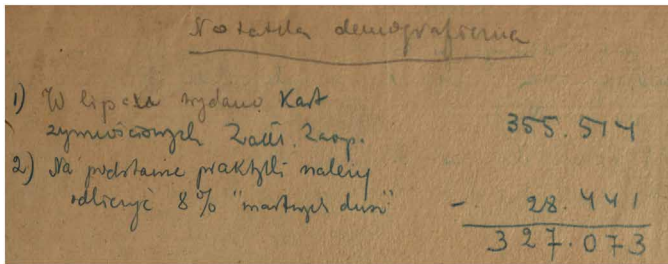 Notatka demograficzna
1) W lipcu wydano Kart
żywnościowych Zakł. Zaop. 355.514
2) Na podstawie praktyki należy
odliczyć 8% "martwych dusz" - 28.441
327.073